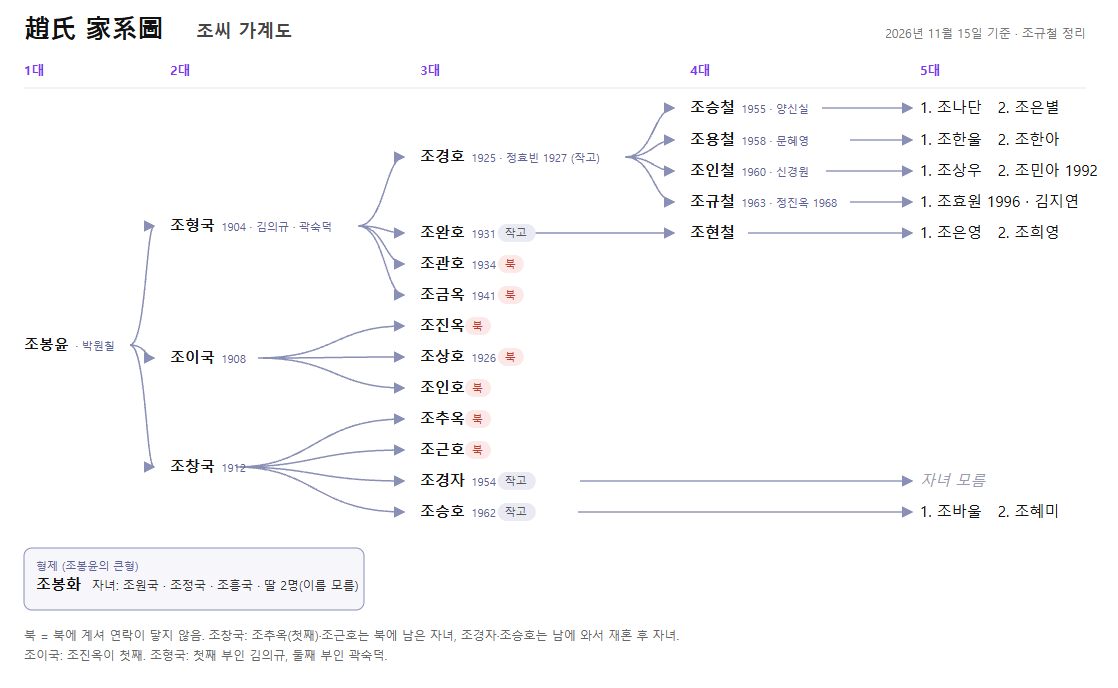 趙氏 家系圖 조씨 가계도
2026년 11월 15일 기준 · 조규철 정리
1대 2대 3대 4대 5대
조승철 1955 · 양신실 1. 조나단 2. 조은별
조용철 1958 · 문혜영 1. 조한울 2. 조한아
조경호 1925 · 정효빈 1927 (작고)
조인철 1960 · 신경원 1. 조상우 2. 조민아 1992
조규철 1963 · 정진옥 1968 1. 조효원 1996 · 김지연
조형국 1904 · 김의규 · 곽숙덕
조완호 1931 작고 조현철 1. 조은영 2. 조희영
조관호 1934 북
조금옥 1941 북
조진옥 북
조봉윤 · 박원칠
조이국 1908 조상호 1926 북
조인호 북
조추옥 북
조근호 북
조창국 1912
조경자 1954 작고 자녀 모름
조승호 1962 작고 1. 조바울 2. 조혜미
형제 (조봉윤의 큰형)
조봉화 자녀: 조원국 · 조정국 · 조흥국 · 딸 2명(이름 모름)
북 = 북에 계셔 연락이 닿지 않음. 조창국: 조추옥(첫째)·조근호는 북에 남은 자녀, 조경자·조승호는 남에 와서 재혼 후 자녀.
조이국: 조진옥이 첫째. 조형국: 첫째 부인 김의규, 둘째 부인 곽숙덕.